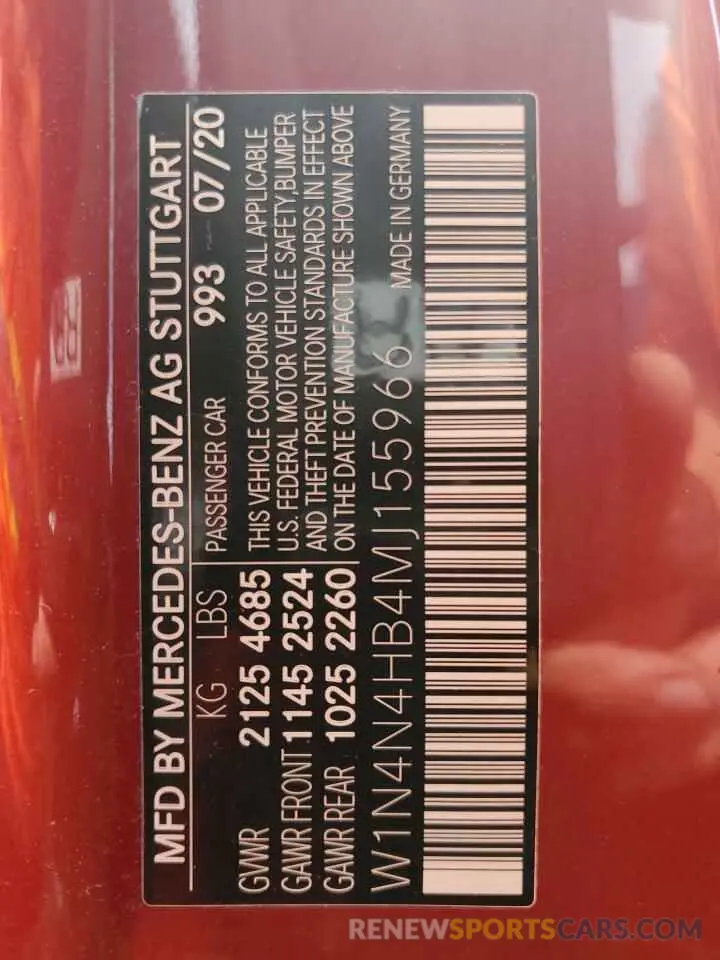 MFD BY MERCEDES-BENZ AG STUTTGART
KG LBS PASSENGER CAR 993 07/20
GVWR 2125 4685 THIS VEHICLE CONFORMS TO ALL APPLICABLE
GAWR FRONT 1145 2524 U.S. FEDERAL MOTOR VEHICLE SAFETY,BUMPER
AND THEFT PREVENTION STANDARDS IN EFFECT
GAWR REAR 1025 2260 ON THE DATE OF MANUFACTURE SHOWN ABOVE
W1N4N4HB4MJ155966 MADE IN GERMANY
RENEWSPORTSCARS.COM